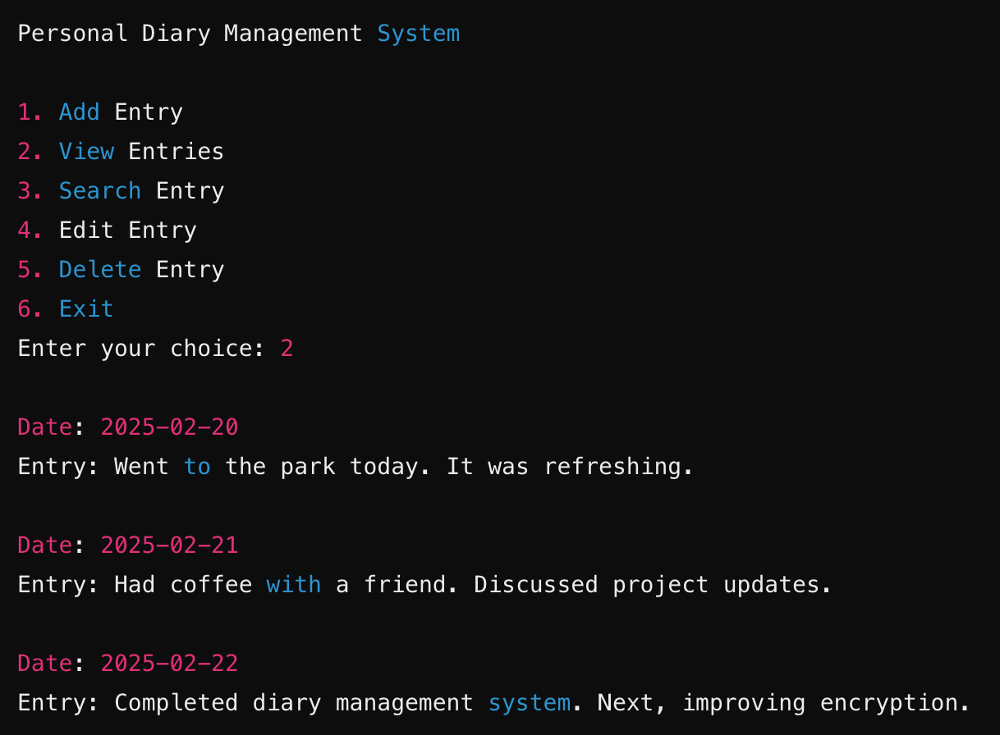 Personal Diary Management System
1. Add Entry
2. View Entries
3. Search Entry
4. Edit Entry
5. Delete Entry
6. Exit
Enter your choice: 2
Date: 2025-02-20
Entry: Went to the park today. It was refreshing.
Date: 2025-02-21
Entry: Had coffee with a friend. Discussed project updates.
Date: 2025-02-22
Entry: Completed diary management system. Next, improving encryption.